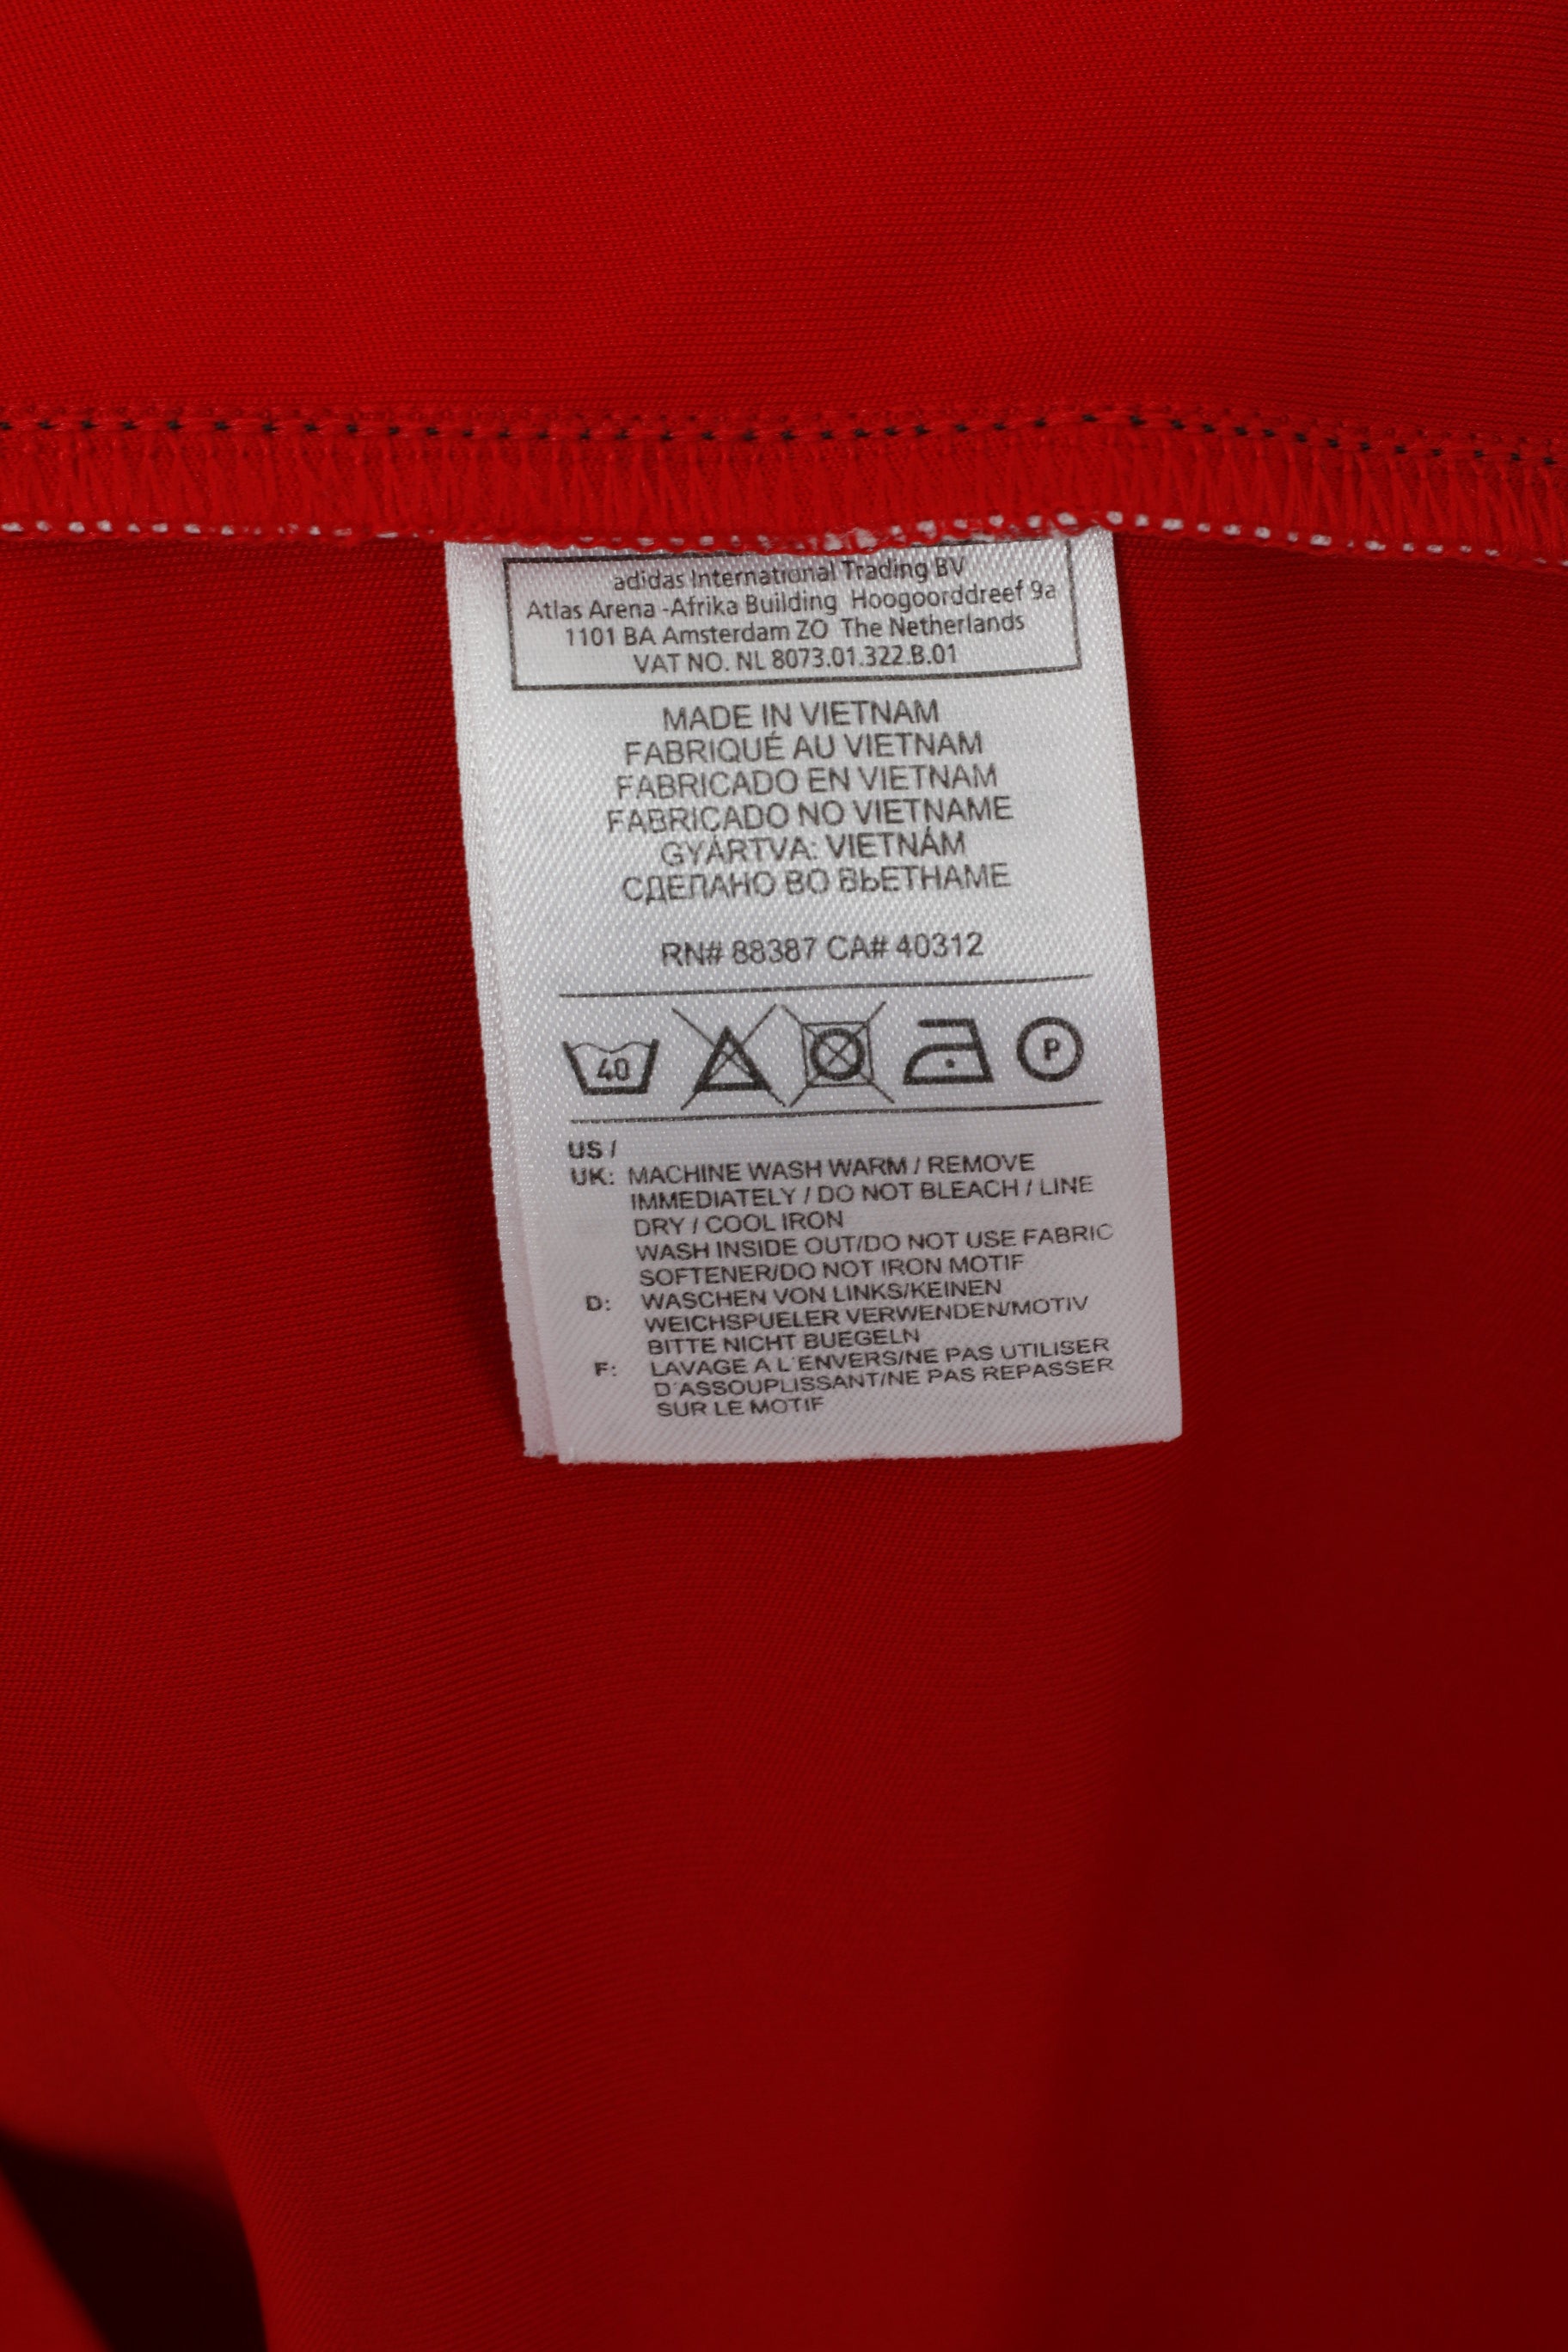 adidas International Trading BV
Atlas Arena -Afrika Building Hoogoorddreef 9a
1101 BA Amsterdam ZO The Netherlands
VAT NO. NL 8073.01.322.B.01
MADE IN VIETNAM
FABRIQUÉ AU VIETNAM
FABRICADO EN VIETNAM
FABRICADO NO VIETNAME
GYÁRTVA: VIETNÁM
СДЕЛАНО ВО ВЬЕТНАМЕ
RN# 88387 CA# 40312
40 P
US /
UK: MACHINE WASH WARM / REMOVE
IMMEDIATELY / DO NOT BLEACH / LINE
DRY / COOL IRON
WASH INSIDE OUT/DO NOT USE FABRIC
SOFTENER/DO NOT IRON MOTIF
D: WASCHEN VON LINKS/KEINEN
WEICHSPUELER VERWENDEN/MOTIV
BITTE NICHT BUEGELN
F: LAVAGE A L'ENVERS/NE PAS UTILISER
D'ASSOUPLISSANT/NE PAS REPASSER
SUR LE MOTIF